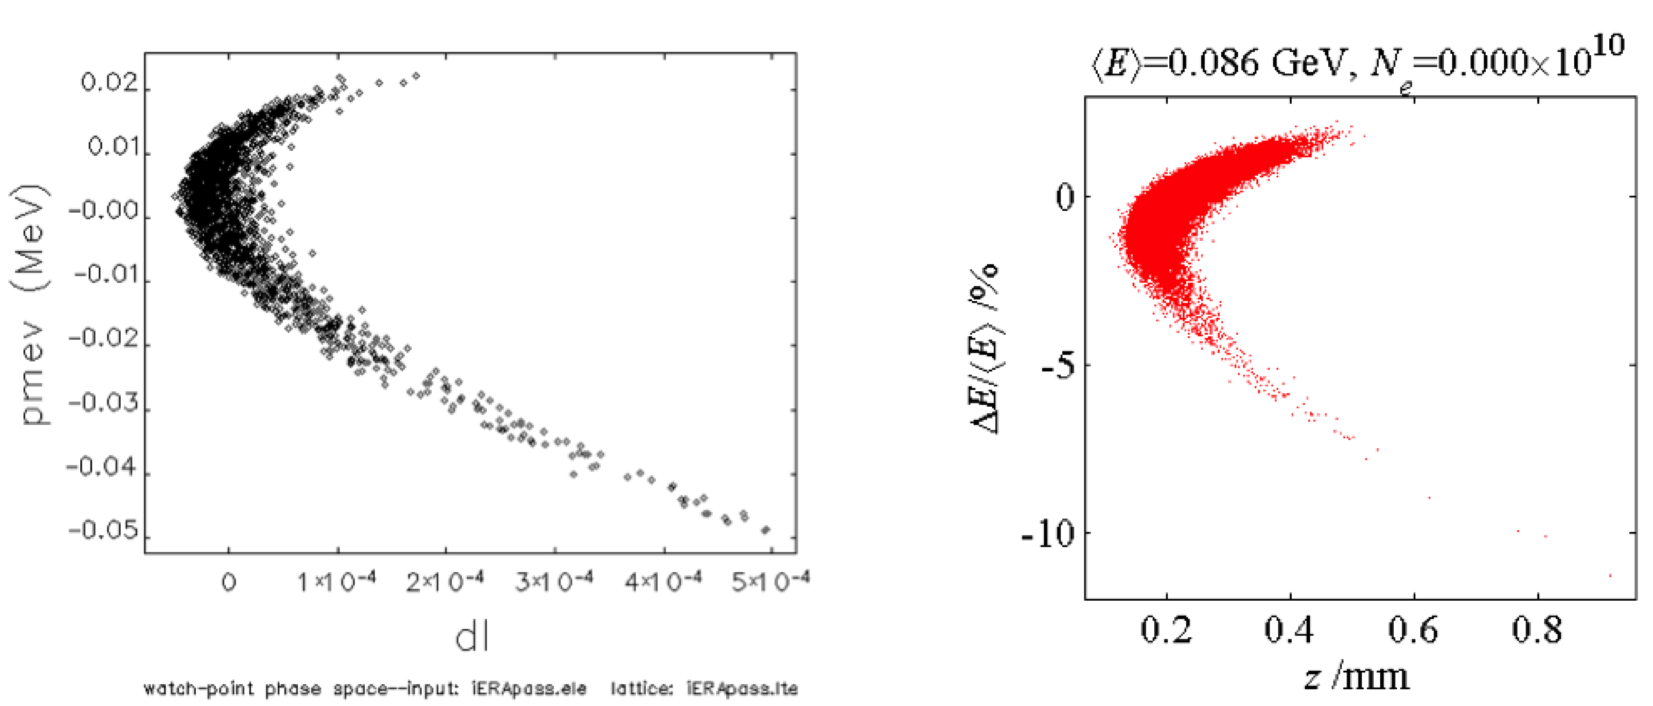 0.02
0.01
-0.00
-0.01
-0.02
-0.03
-0.04
-0.05
pmev (MeV)
0 1×10⁻⁴ 2×10⁻⁴ 3×10⁻⁴ 4×10⁻⁴ 5×10⁻⁴
dl
watch-point phase space--input: iERApass.ele lattice: iERApass.lte
⟨E⟩=0.086 GeV, Nₑ=0.000×10¹⁰
0
-5
-10
ΔE/⟨E⟩ /%
0.2 0.4 0.6 0.8
z /mm